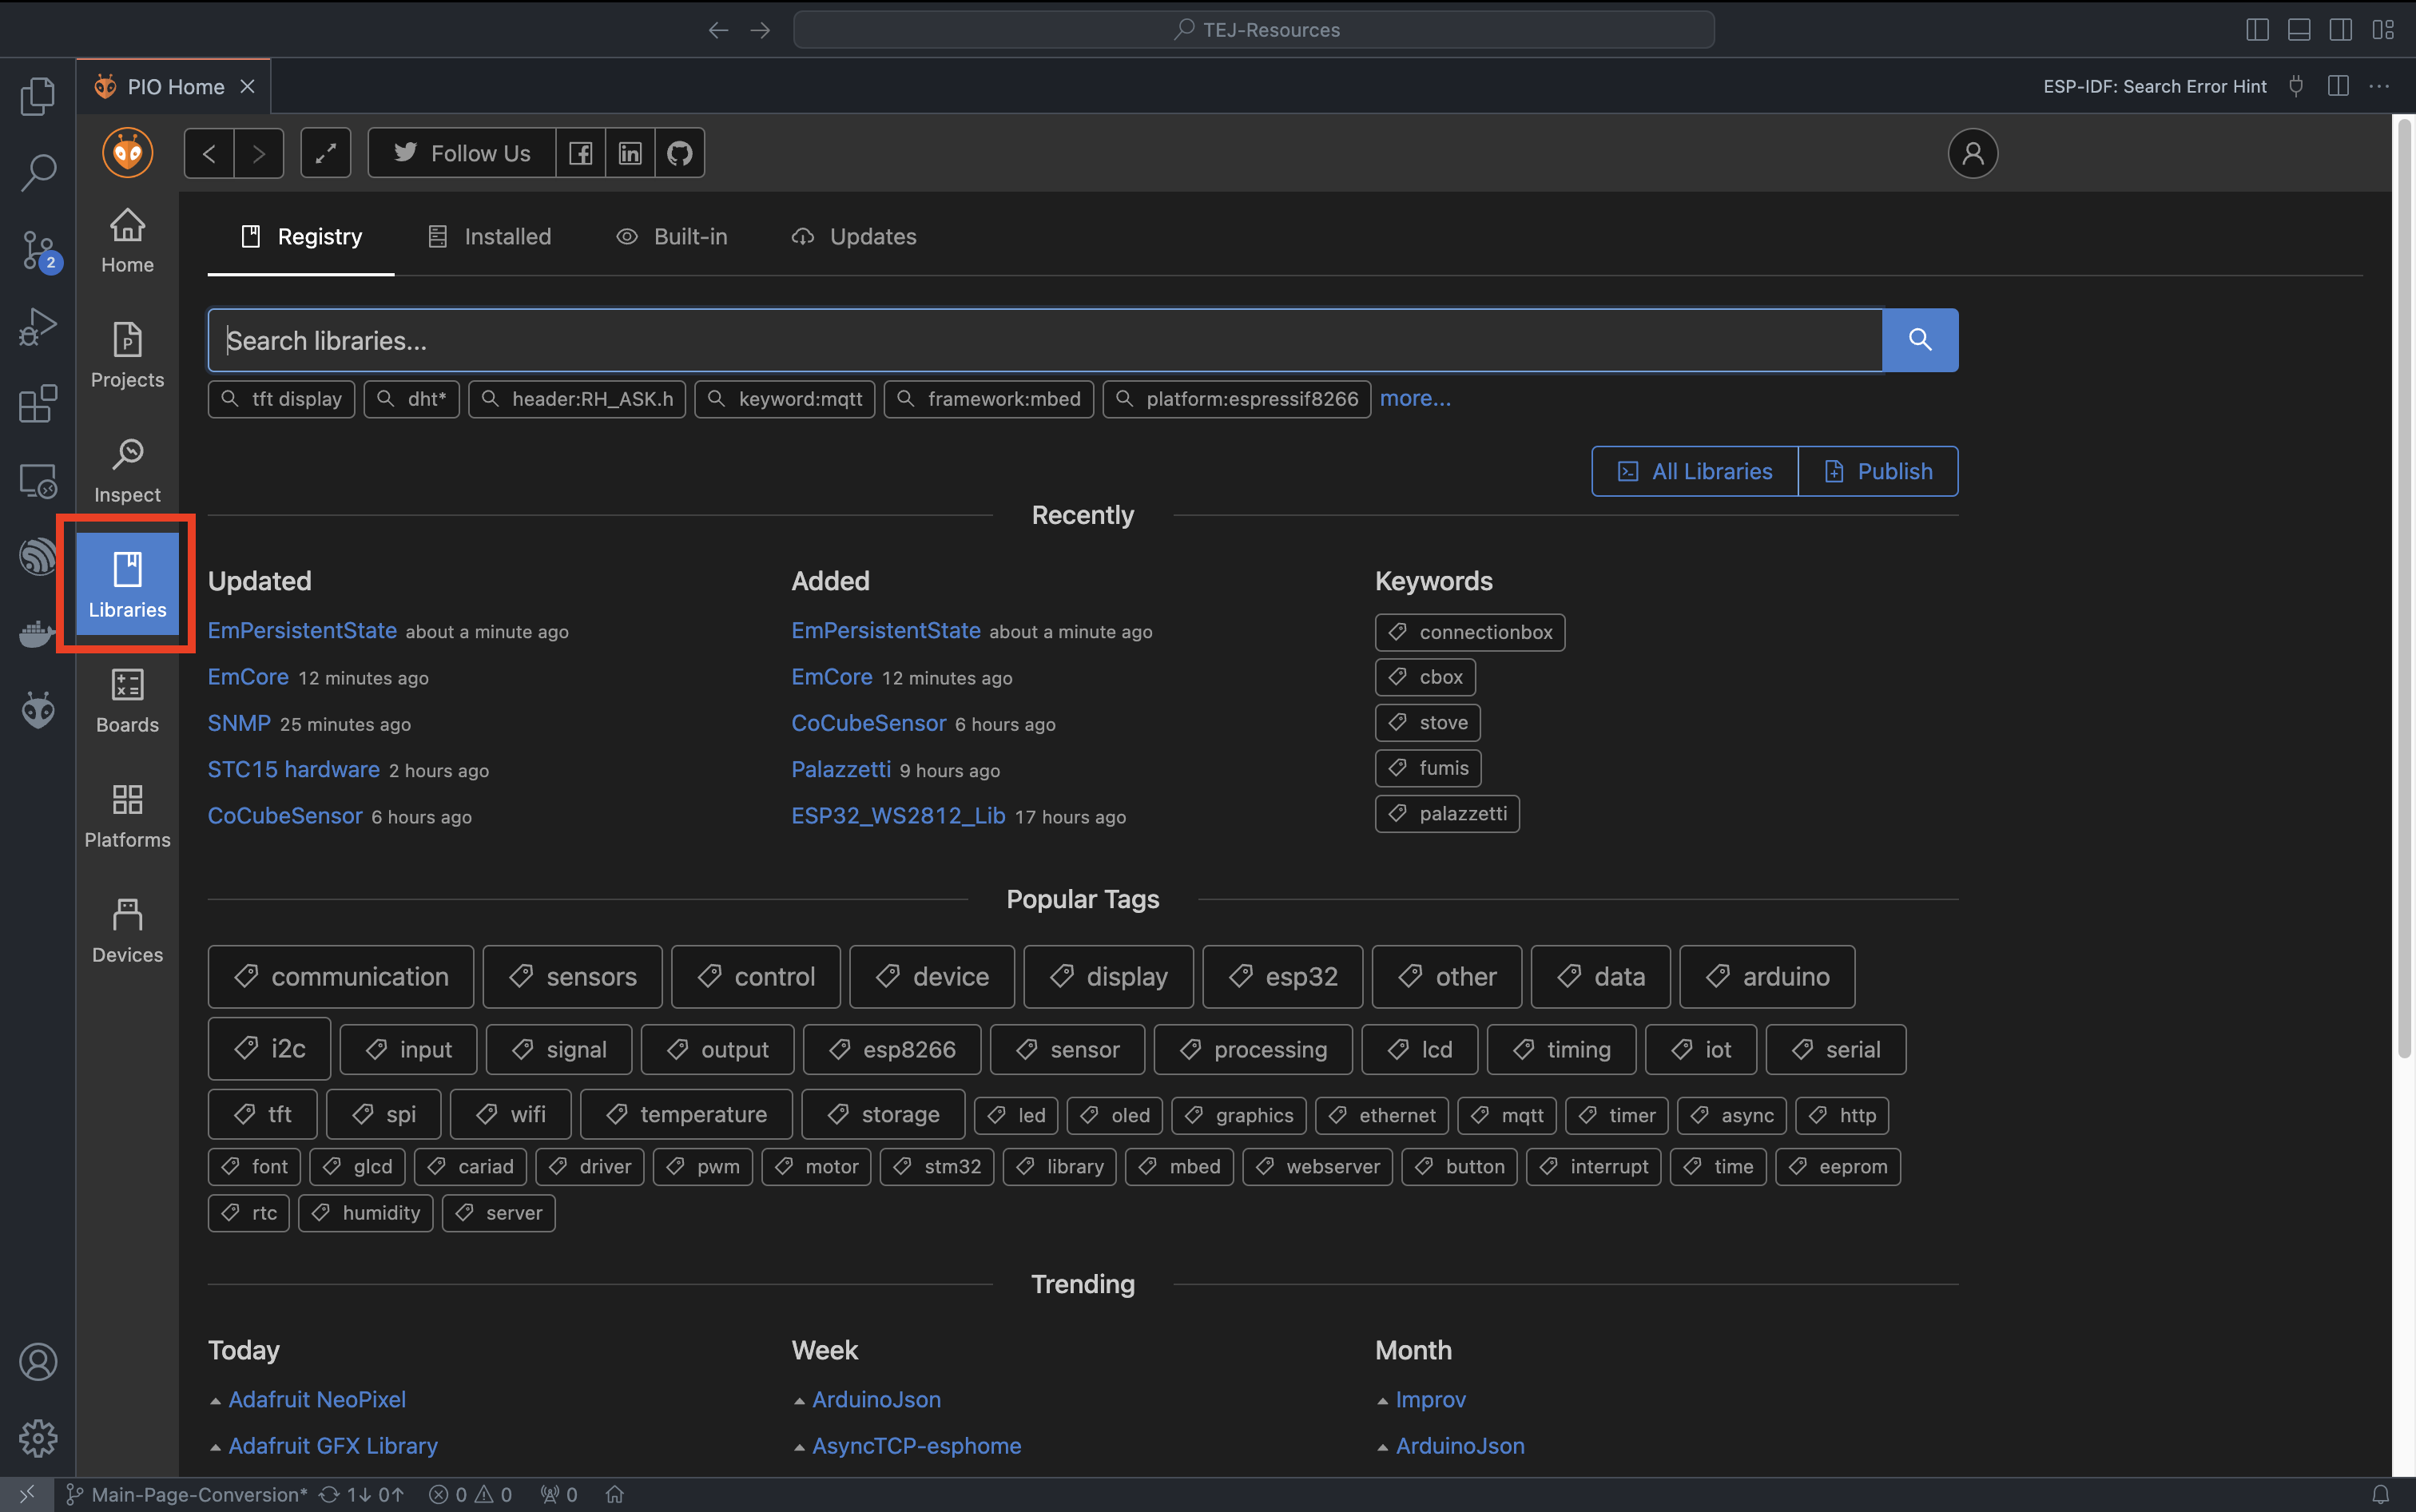 TEJ-Resources
PIO Home
ESP-IDF: Search Error Hint
Follow Us
2
Home
Projects
P
Inspect
Libraries
Boards
Platforms
Devices
Registry Installed Built-in Updates
Search libraries...
tft display dht* header:RH_ASK.h keyword:mqtt framework:mbed platform:espressif8266 more...
All Libraries Publish
Recently
Updated
EmPersistentState about a minute ago
EmCore 12 minutes ago
SNMP 25 minutes ago
STC15 hardware 2 hours ago
CoCubeSensor 6 hours ago
Added
EmPersistentState about a minute ago
EmCore 12 minutes ago
CoCubeSensor 6 hours ago
Palazzetti 9 hours ago
ESP32_WS2812_Lib 17 hours ago
Keywords
connectionbox
cbox
stove
fumis
palazzetti
Popular Tags
communication sensors control device display esp32 other data arduino
i2c input signal output esp8266 sensor processing lcd timing iot serial
tft spi wifi temperature storage led oled graphics ethernet mqtt timer async http
font glcd cariad driver pwm motor stm32 library mbed webserver button interrupt time eeprom
rtc humidity server
Trending
Today
Adafruit NeoPixel
Adafruit GFX Library
Week
ArduinoJson
AsyncTCP-esphome
Month
Improv
ArduinoJson
Main-Page-Conversion* 1↓ 0↑ 0 0 0